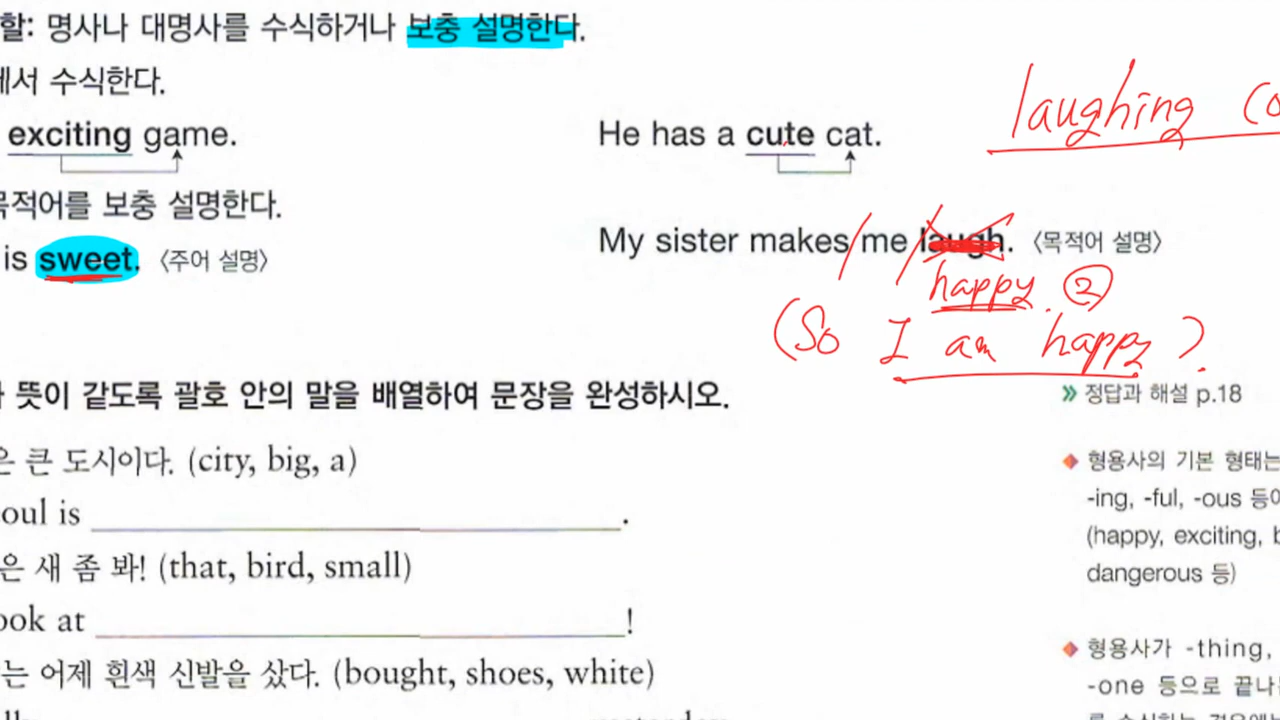 할: 명사나 대명사를 수식하거나 보충 설명한다.
에서 수식한다.
exciting game.
He has a cute cat.
laughing
목적어를 보충 설명한다.
is sweet. 〈주어 설명〉
My sister makes me laugh. 〈목적어 설명〉
happy. ②
(So I am happy).
뜻이 같도록 괄호 안의 말을 배열하여 문장을 완성하시오.
» 정답과 해설 p.18
은 큰 도시이다. (city, big, a)
oul is .
은 새 좀 봐! (that, bird, small)
ook at !
는 어제 흰색 신발을 샀다. (bought, shoes, white)
형용사의 기본 형태는
-ing, -ful, -ous 등에
(happy, exciting, b
dangerous 등)
형용사가 -thing,
-one 등으로 끝나는